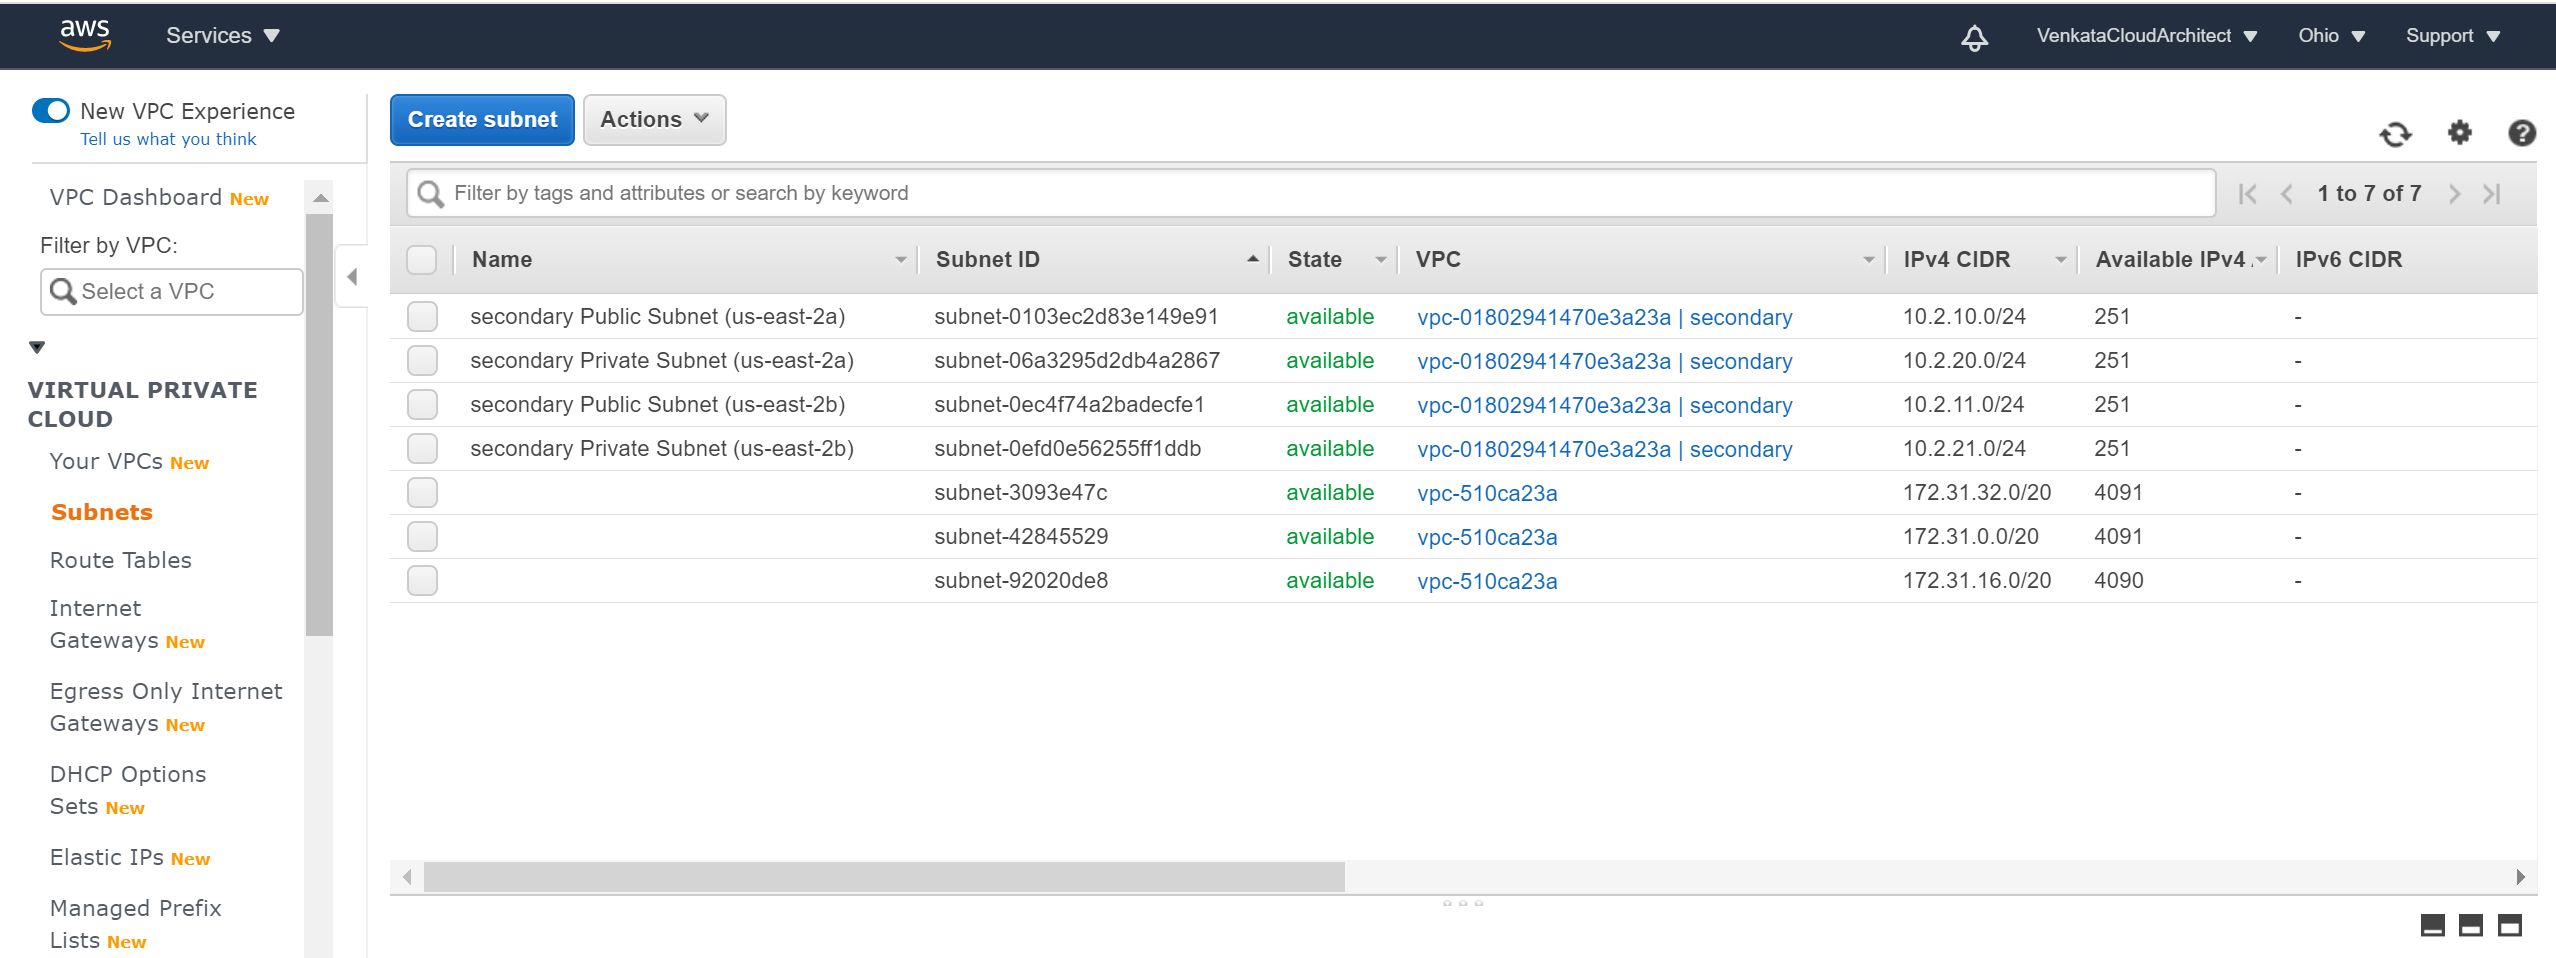 aws Services VenkataCloudArchitect Ohio Support
New VPC Experience
Tell us what you think
VPC Dashboard New
Filter by VPC:
Select a VPC
VIRTUAL PRIVATE
CLOUD
Your VPCs New
Subnets
Route Tables
Internet
Gateways New
Egress Only Internet
Gateways New
DHCP Options
Sets New
Elastic IPs New
Managed Prefix
Lists New
Create subnet Actions
Filter by tags and attributes or search by keyword 1 to 7 of 7
Name Subnet ID State VPC IPv4 CIDR Available IPv4 IPv6 CIDR
secondary Public Subnet (us-east-2a) subnet-0103ec2d83e149e91 available vpc-01802941470e3a23a | secondary 10.2.10.0/24 251 -
secondary Private Subnet (us-east-2a) subnet-06a3295d2db4a2867 available vpc-01802941470e3a23a | secondary 10.2.20.0/24 251 -
secondary Public Subnet (us-east-2b) subnet-0ec4f74a2badecfe1 available vpc-01802941470e3a23a | secondary 10.2.11.0/24 251 -
secondary Private Subnet (us-east-2b) subnet-0efd0e56255ff1ddb available vpc-01802941470e3a23a | secondary 10.2.21.0/24 251 -
subnet-3093e47c available vpc-510ca23a 172.31.32.0/20 4091 -
subnet-42845529 available vpc-510ca23a 172.31.0.0/20 4091 -
subnet-92020de8 available vpc-510ca23a 172.31.16.0/20 4090 -